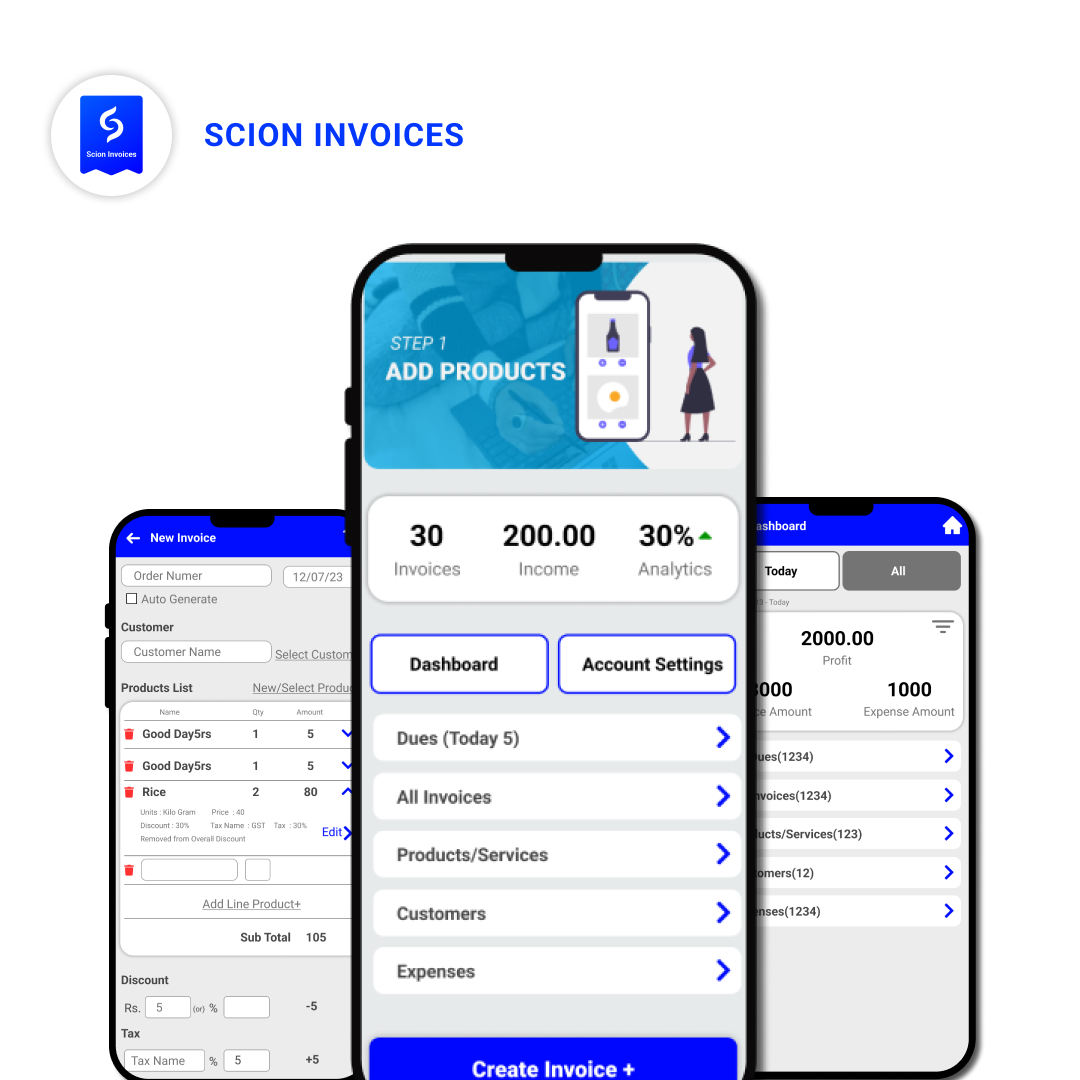 Scion Invoices
SCION INVOICES
STEP 1
ADD PRODUCTS
30
Invoices
200.00
Income
30%
Analytics
Dashboard
Account Settings
Dues (Today 5)
All Invoices
Products/Services
Customers
Expenses
Create Invoice +
New Invoice
Order Numer
12/07/23
Auto Generate
Customer
Customer Name
Select Custom
Products List
New/Select Produc
Name Qty Amount
Good Day5rs 1 5
Good Day5rs 1 5
Rice 2 80
Units : Kilo Gram Price : 40
Discount : 30% Tax Name : GST Tax : 30%
Removed from Overall Discount
Edit
Add Line Product+
Sub Total 105
Discount
Rs. 5 (or) % -5
Tax
Tax Name % 5 +5
ashboard
Today
All
13 - Today
2000.00
Profit
3000
ce Amount
1000
Expense Amount
ues(1234)
nvoices(1234)
ucts/Services(123)
omers(12)
enses(1234)